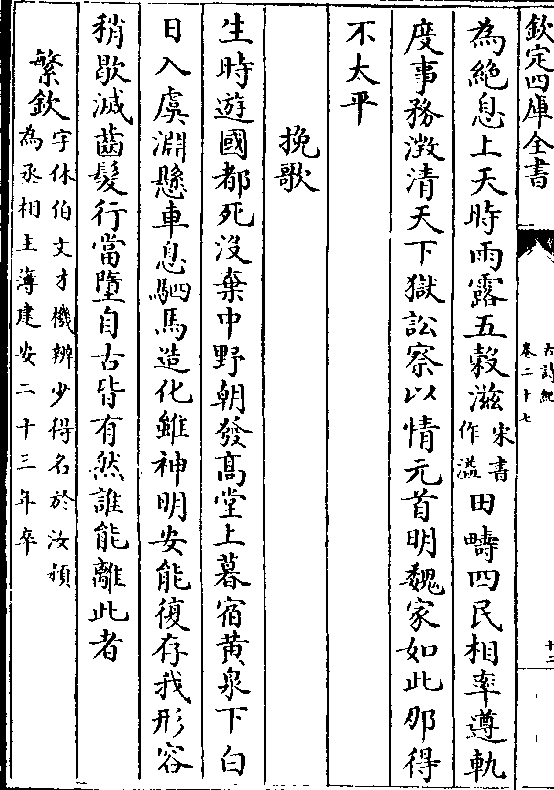 欽定四庫全書
古詩紀
卷二十七
十三
為絶息上天時雨露五穀滋宋書作溢田疇四民相率遵軌
度事務澂清天下獄訟察以情元首明魏家如此那得
不太平
挽歌
生時遊國都死沒棄中野朝發高堂上暮宿黄泉下白
日入虞淵懸車息駟馬造化雖神明安能復存我形容
稍歇滅齒髮行當墮自古皆有然誰能離此者
繁欽字休伯文才機辨少得名於汝潁為丞相主簿建安二十三年卒